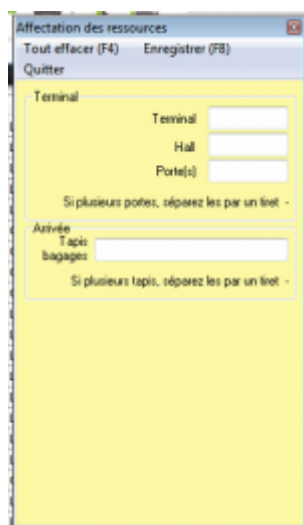 Affectation des ressources
Tout effacer (F4) Enregistrer (F8)
Quitter
Terminal
Terminal
Hall
Porte(s)
Si plusieurs portes, séparez les par un tiret -
Arrivée
Tapis
bagages
Si plusieurs tapis, séparez les par un tiret -